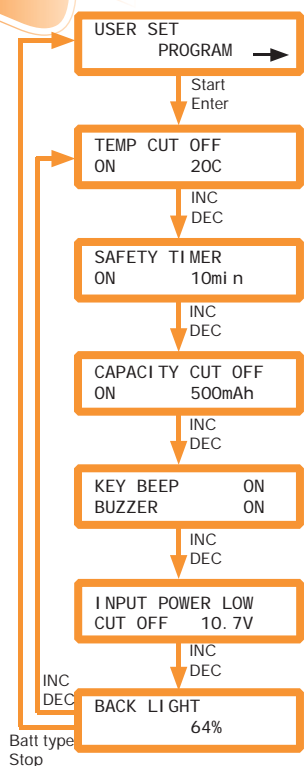 USER SET
PROGRAM
Start
Enter
TEMP CUT OFF
ON 20C
INC
DEC
SAFETY TIMER
ON 10min
INC
DEC
CAPACITY CUT OFF
ON 500mAh
INC
DEC
KEY BEEP ON
BUZZER ON
INC
DEC
INPUT POWER LOW
CUT OFF 10.7V
INC
DEC
INC
DEC
BACK LIGHT
64%
Batt type
Stop